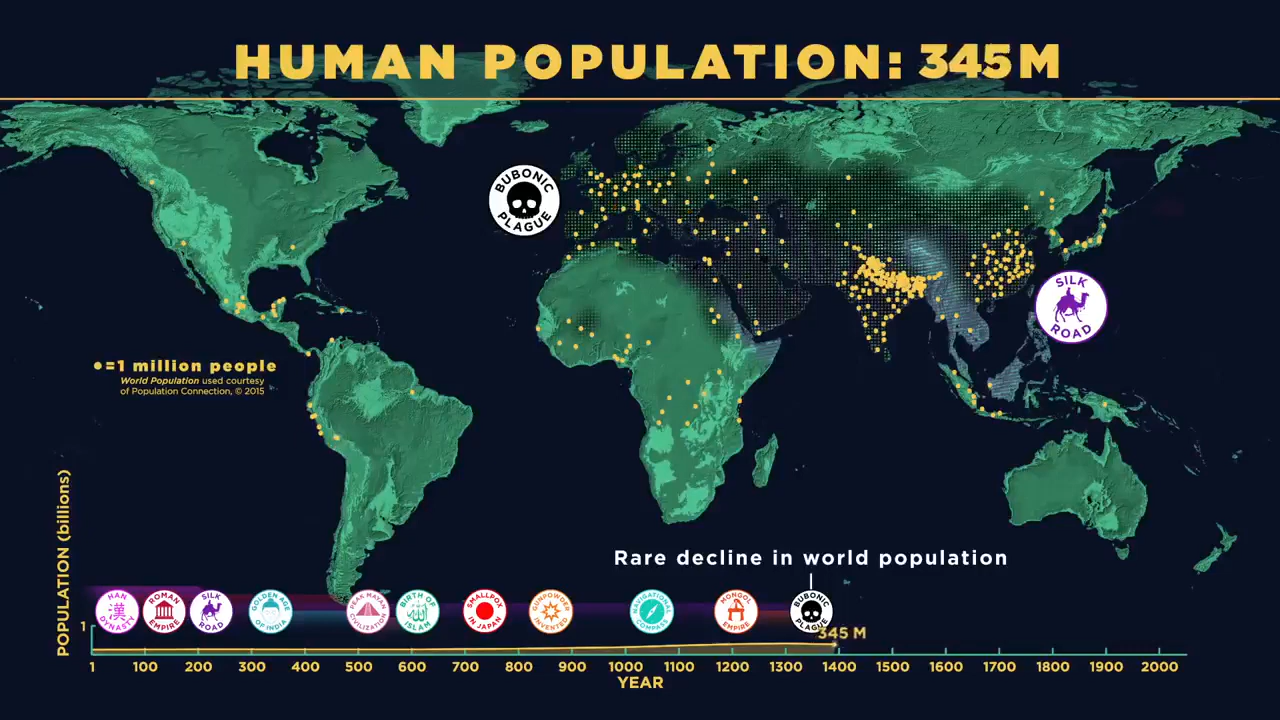 HUMAN POPULATION: 345M
BUBONIC
PLAGUE
SILK
ROAD
=1 million people
World Population used courtesy
of Population Connection, © 2015
POPULATION (billions)
Rare decline in world population
HAN
漢
DYNASTY
ROMAN
EMPIRE
SILK
ROAD
GOLDEN AGE
OF INDIA
PEAK MAYAN
CIVILIZATION
BIRTH OF
ISLAM
SMALLPOX
IN JAPAN
GUNPOWDER
INVENTED
NAVIGATIONAL
COMPASS
MONGOL
EMPIRE
BUBONIC
PLAGUE
1
345 M
1 100 200 300 400 500 600 700 800 900 1000 1100 1200 1300 1400 1500 1600 1700 1800 1900 2000
YEAR